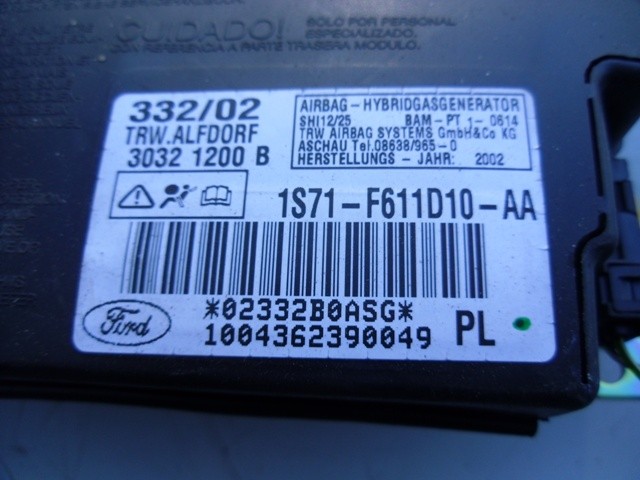 CUIDADO!
SOLO POR PERSONAL
ESPECIALIZADO.
CON REFERENCIA A PARTE TRASERA MODULO.
332/02
TRW.ALFDORF
3032 1200 B
AIRBAG - HYBRIDGASGENERATOR
SHI12/25 BAM - PT 1 - 0614
TRW AIRBAG SYSTEMS GmbH&Co KG
ASCHAU Tel.08638/965-0
HERSTELLUNGS - JAHR: 2002
1S71-F611D10-AA
*02332B0ASG*
Ford
1004362390049 PL